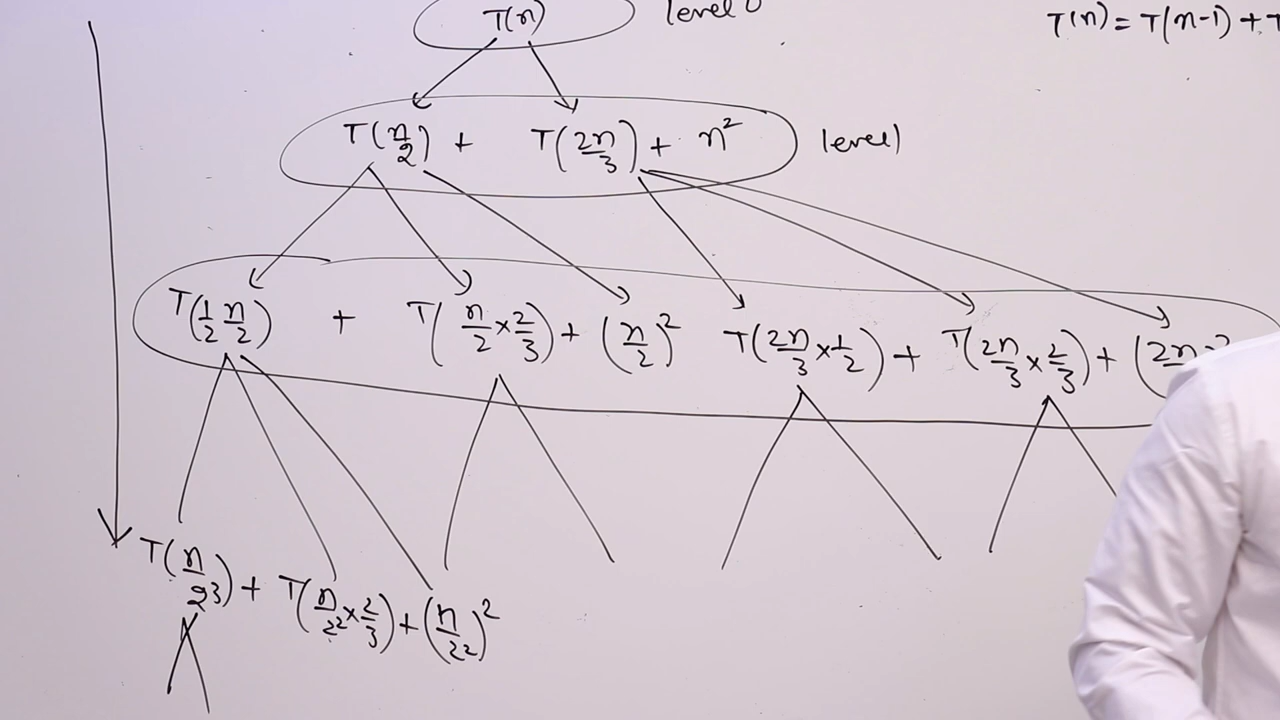 T(n) level 0
T(n) = T(n-1) + T
T(n/2) + T(2n/3) + n² level 1
T(1/2 n/2) + T(n/2 × 2/3) + (n/2)² T(2n/3 × 1/2) + T(2n/3 × 2/3) + (2n
T(n/2³) + T(n/2² × 2/3) + (n/2²)²